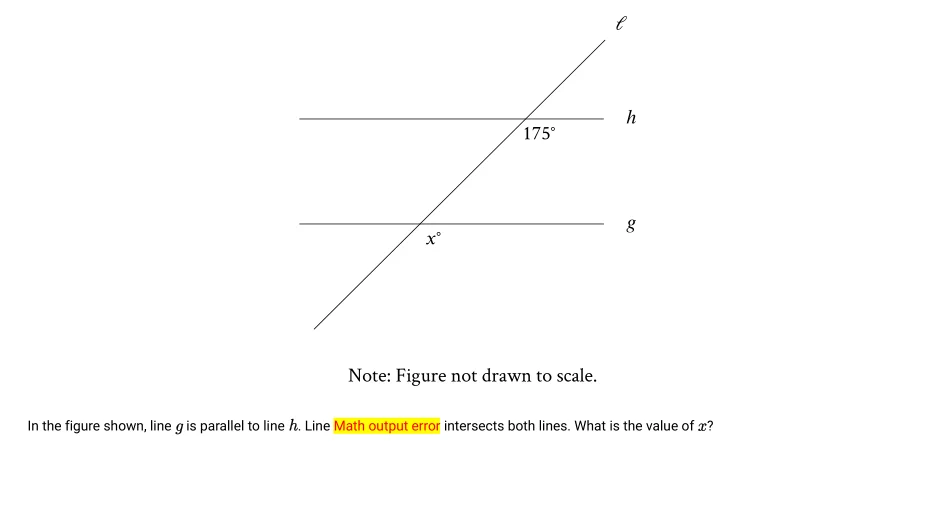 ℓ
h
175°
g
x°
Note: Figure not drawn to scale.
In the figure shown, line g is parallel to line h. Line Math output error intersects both lines. What is the value of x?